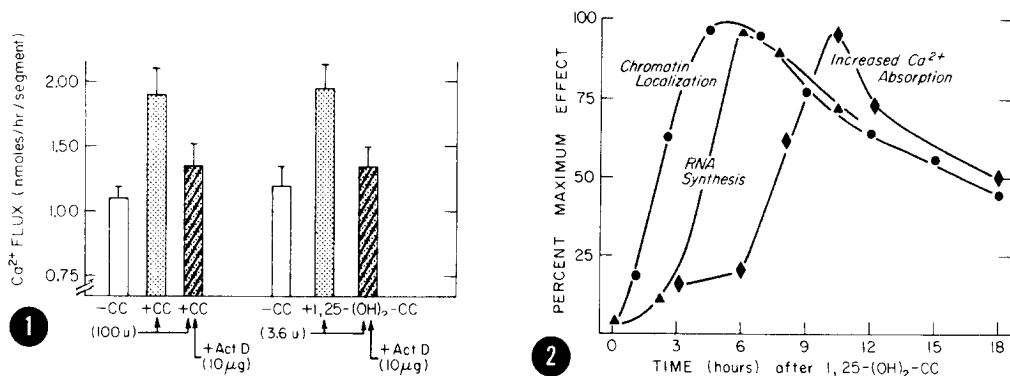 Ca²⁺ FLUX (nmoles/hr/segment)
2.00
1.50
1.00
0.75
−CC
+CC
+CC
(100 u)
+Act D
(10µg)
−CC
+1,25-(OH)₂-CC
(3.6 u)
+Act D
(10µg)
1
PERCENT MAXIMUM EFFECT
100
75
50
25
Chromatin
Localization
RNA
Synthesis
Increased Ca²⁺
Absorption
0
3
6
9
12
15
18
TIME (hours) after 1,25-(OH)₂-CC
2